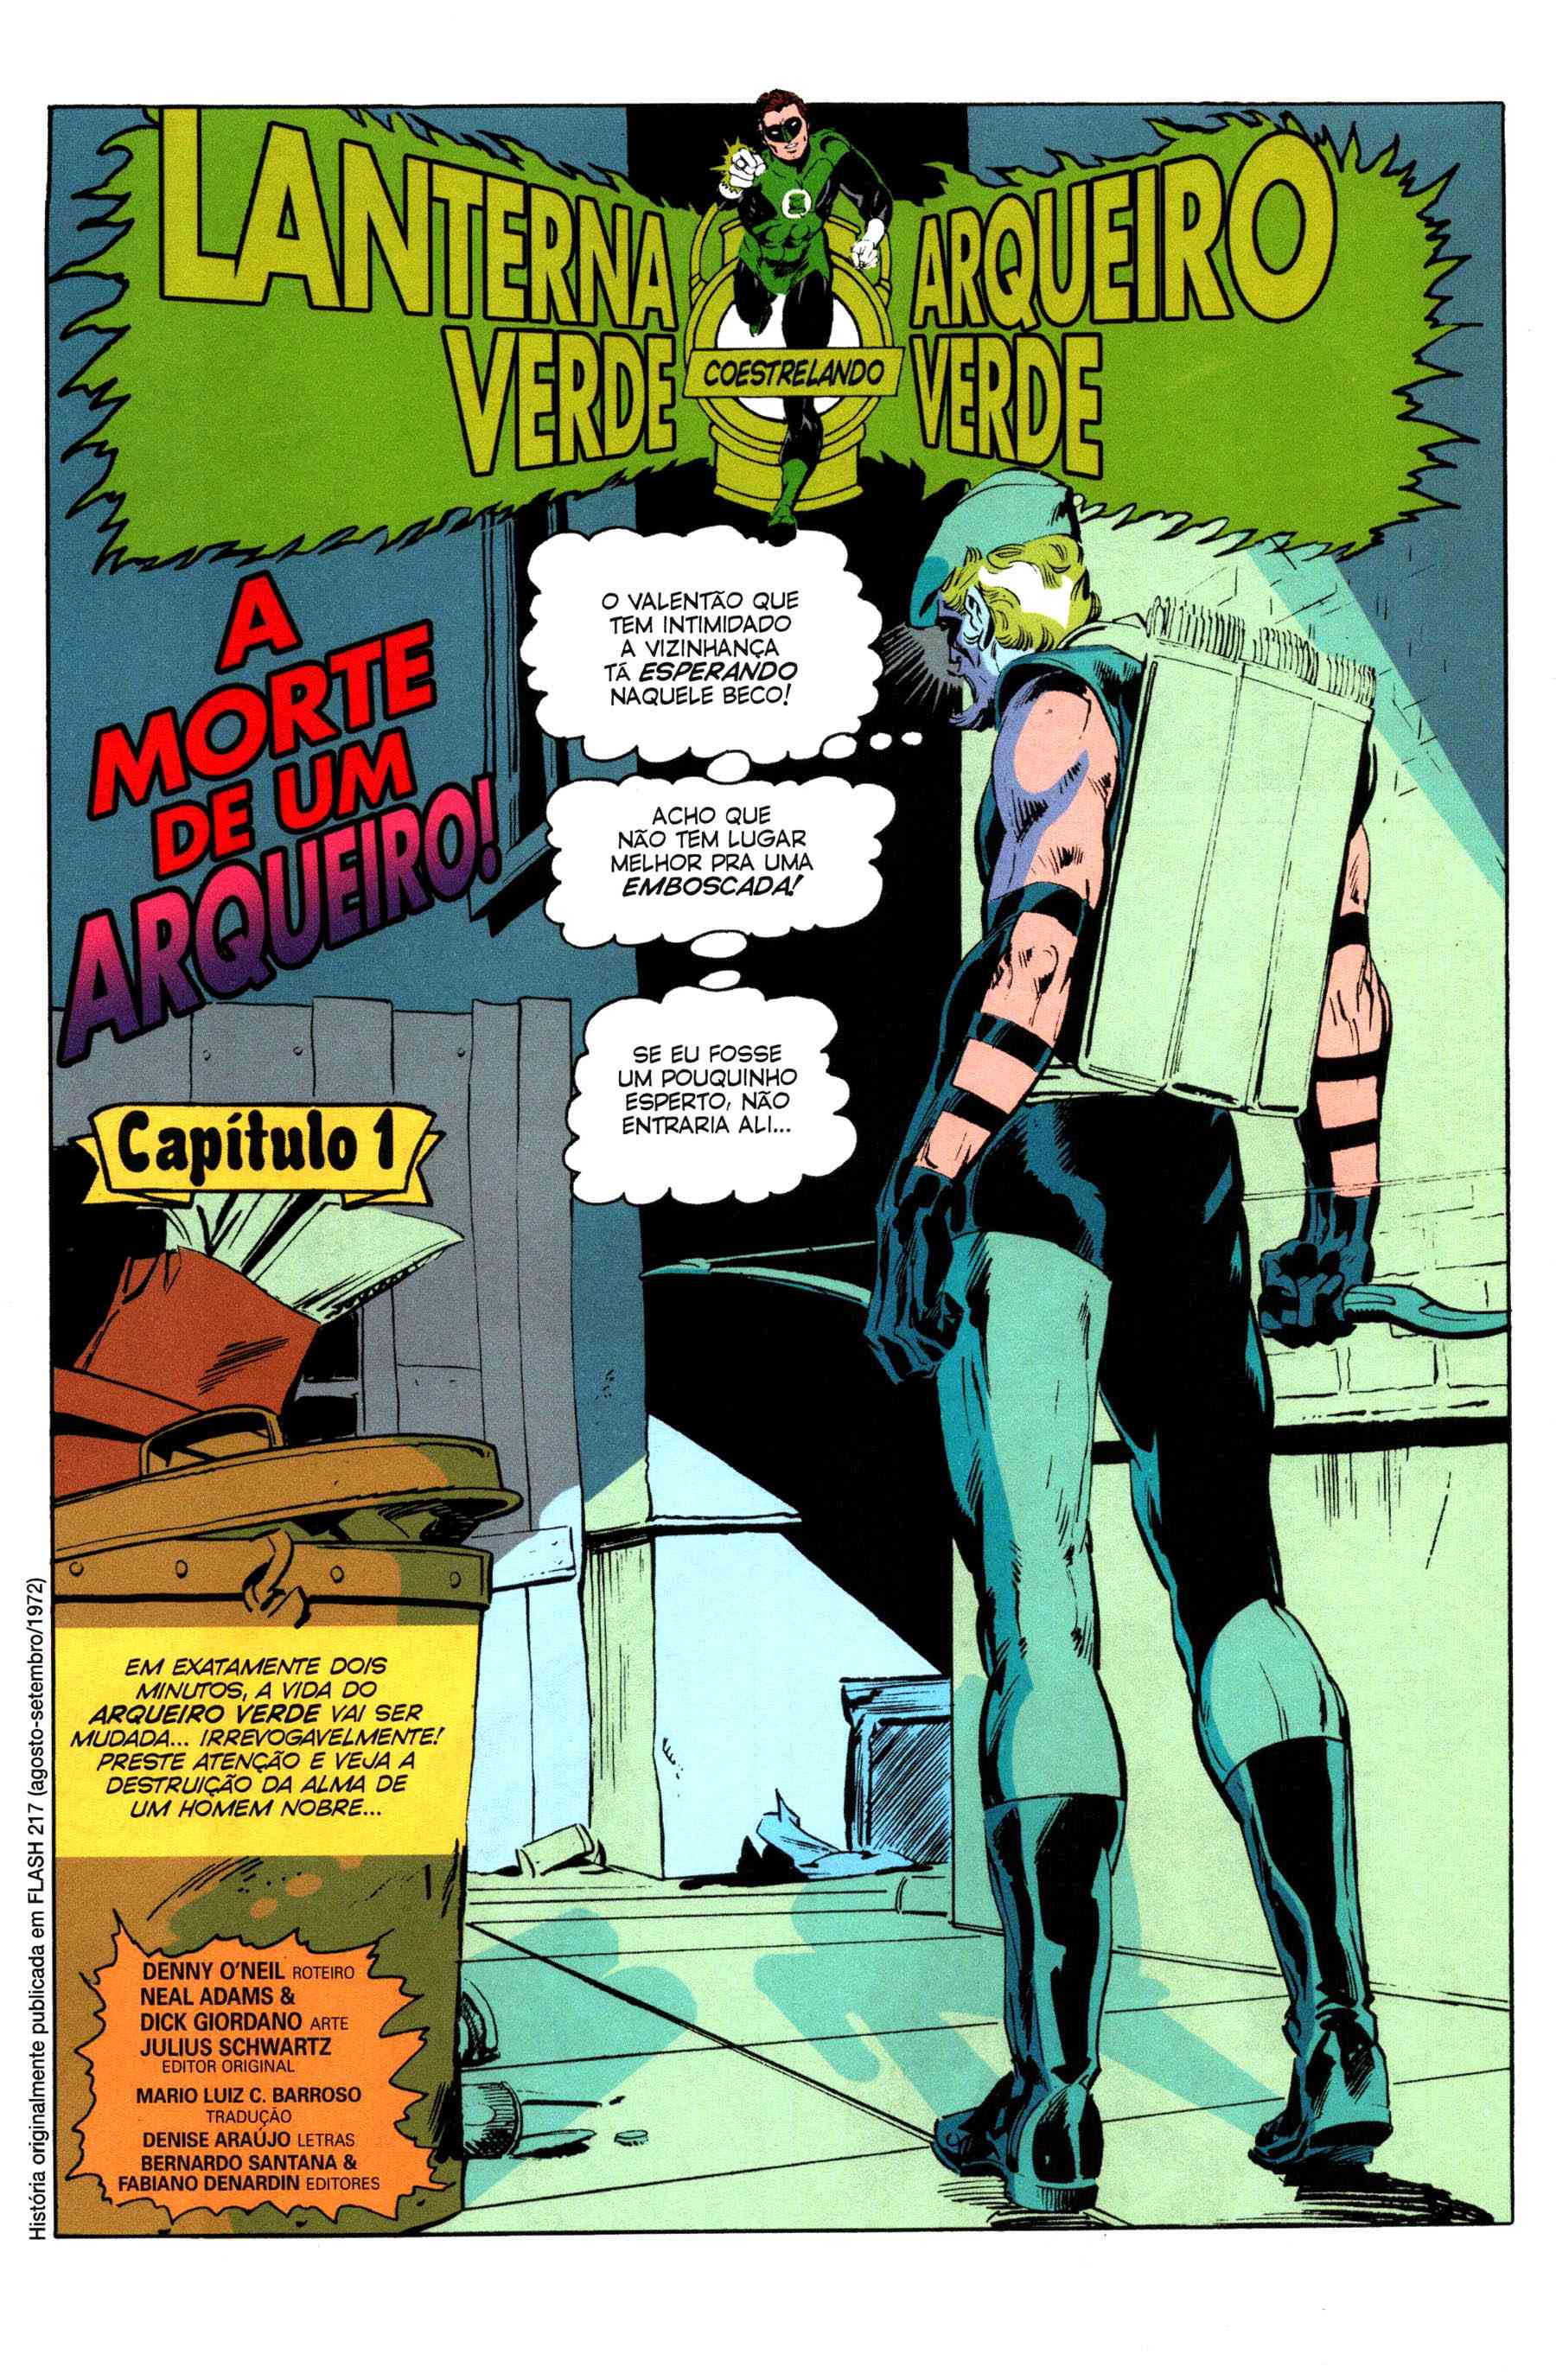 LANTERNA
VERDE
COESTRELANDO
ARQUEIRO
VERDE
A
MORTE
DE UM
ARQUEIRO!
Capítulo 1
O VALENTÃO QUE
TEM INTIMIDADO
A VIZINHANÇA
TÁ ESPERANDO
NAQUELE BECO!
ACHO QUE
NÃO TEM LUGAR
MELHOR PRA UMA
EMBOSCADA!
SE EU FOSSE
UM POUQUINHO
ESPERTO, NÃO
ENTRARIA ALI...
EM EXATAMENTE DOIS
MINUTOS, A VIDA DO
ARQUEIRO VERDE VAI SER
MUDADA... IRREVOGAVELMENTE!
PRESTE ATENÇÃO E VEJA A
DESTRUIÇÃO DA ALMA DE
UM HOMEM NOBRE...
DENNY O'NEIL ROTEIRO
NEAL ADAMS &
DICK GIORDANO ARTE
JULIUS SCHWARTZ
EDITOR ORIGINAL
MARIO LUIZ C. BARROSO
TRADUÇÃO
DENISE ARAÚJO LETRAS
BERNARDO SANTANA &
FABIANO DENARDIN EDITORES
História originalmente publicada em FLASH 217 (agosto-setembro/1972)